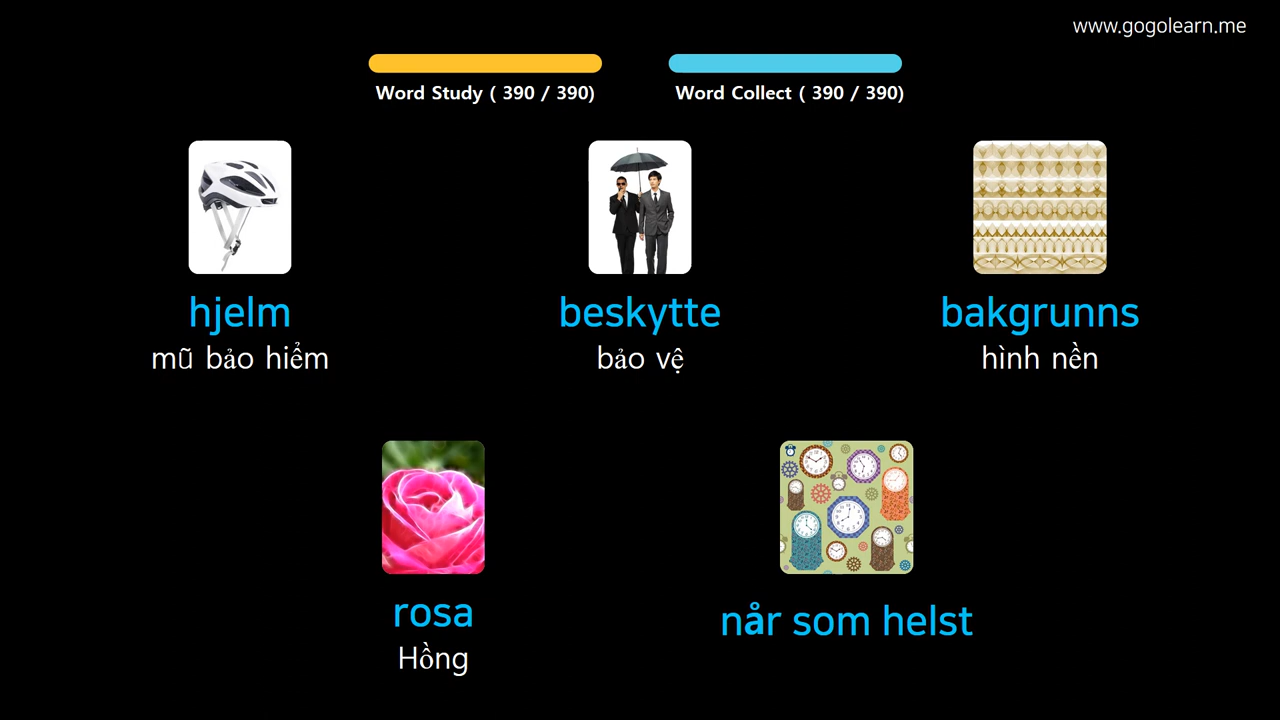 www.gogolearn.me
Word Study ( 390 / 390)
Word Collect ( 390 / 390)
hjelm
mũ bảo hiểm
beskytte
bảo vệ
bakgrunns
hình nền
rosa
Hồng
når som helst